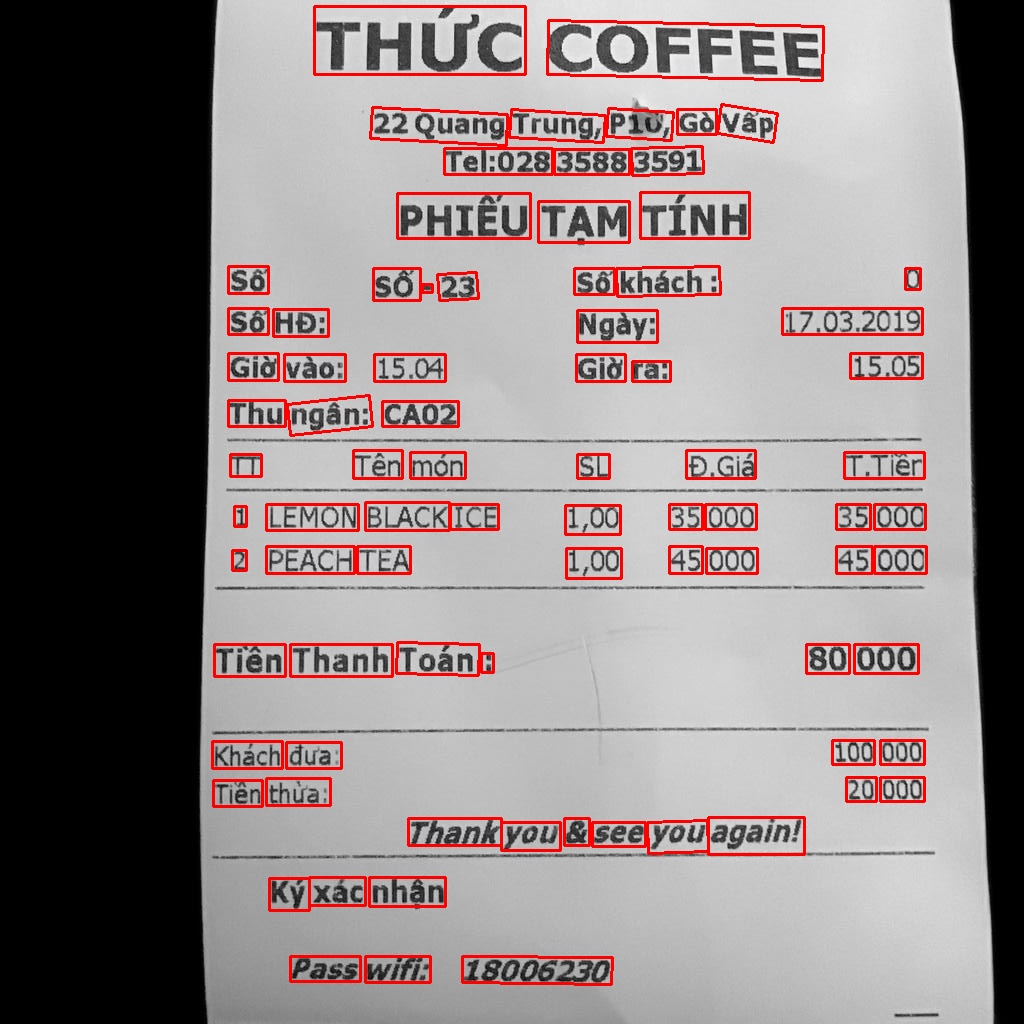 THỨC COFFEE
22 Quang Trung, P10, Gò Vấp
Tel:028 3588 3591
PHIẾU TẠM TÍNH
Số SỐ - 23 Số khách : 0
Số HĐ: Ngày: 17.03.2019
Giờ vào: 15.04 Giờ ra: 15.05
Thu ngân: CA02
TT Tên món SL Đ.Giá T.Tiền
1 LEMON BLACK ICE 1,00 35 000 35 000
2 PEACH TEA 1,00 45 000 45 000
Tiền Thanh Toán : 80 000
Khách đưa: 100 000
Tiền thừa: 20 000
Thank you & see you again!
Ký xác nhận
Pass wifi: 18006230